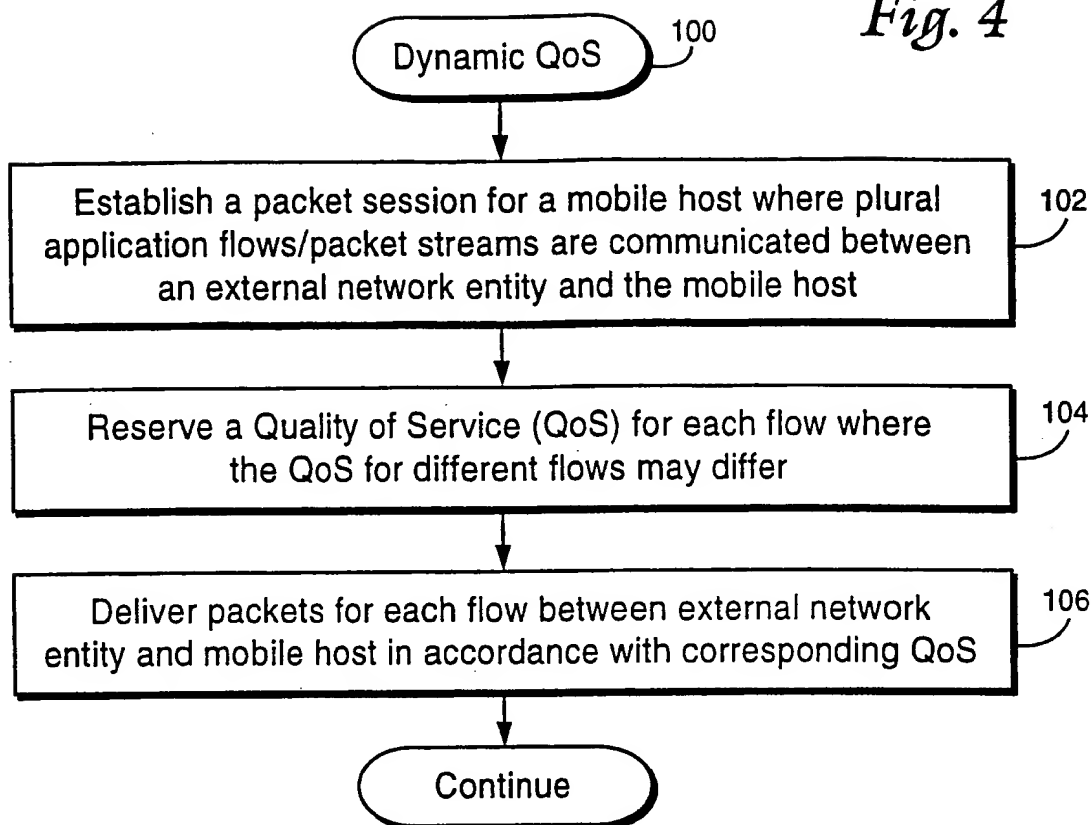 Fig. 4
Dynamic QoS
100
Establish a packet session for a mobile host where plural
application flows/packet streams are communicated between
an external network entity and the mobile host
102
Reserve a Quality of Service (QoS) for each flow where
the QoS for different flows may differ
104
Deliver packets for each flow between external network
entity and mobile host in accordance with corresponding QoS
106
Continue